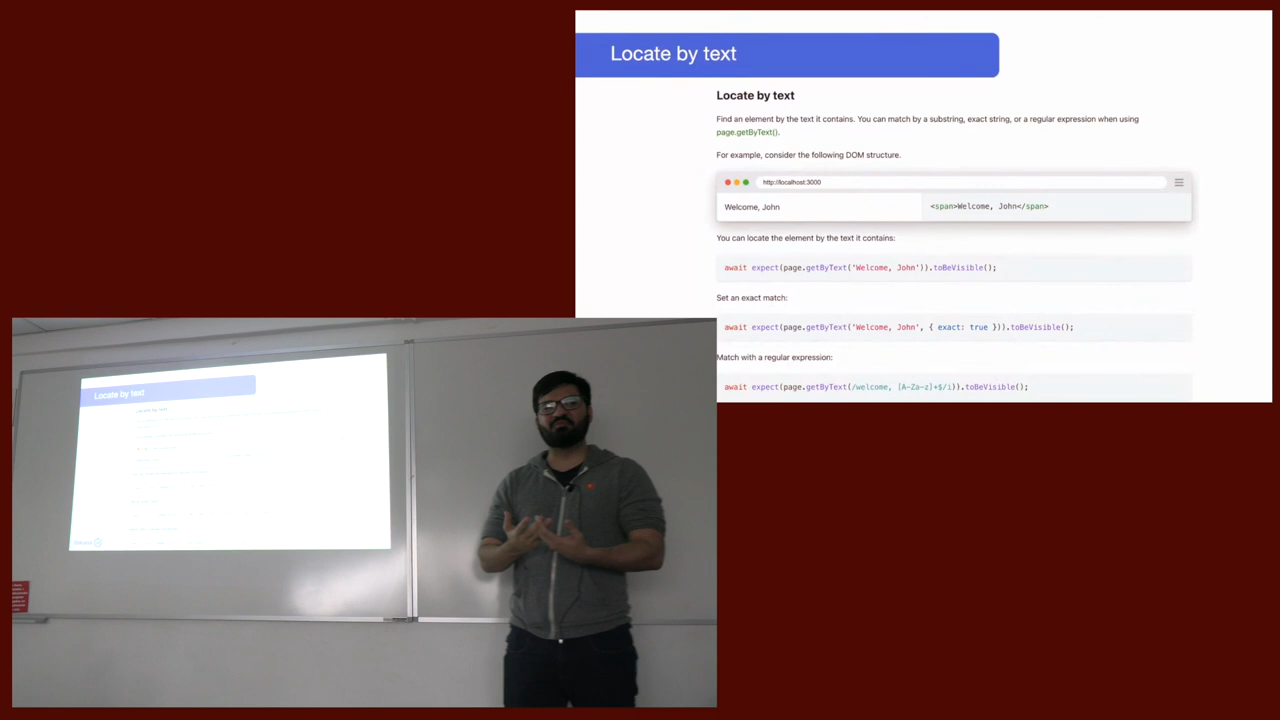 Locate by text
Locate by text
Find an element by the text it contains. You can match by a substring, exact string, or a regular expression when using
page.getByText().
For example, consider the following DOM structure.
http://localhost:3000
Welcome, John
<span>Welcome, John</span>
You can locate the element by the text it contains:
await expect(page.getByText('Welcome, John')).toBeVisible();
Set an exact match:
await expect(page.getByText('Welcome, John', { exact: true })).toBeVisible();
Match with a regular expression:
await expect(page.getByText(/welcome, [A-Za-z]+$/i)).toBeVisible();
Locate by text
Locate by text